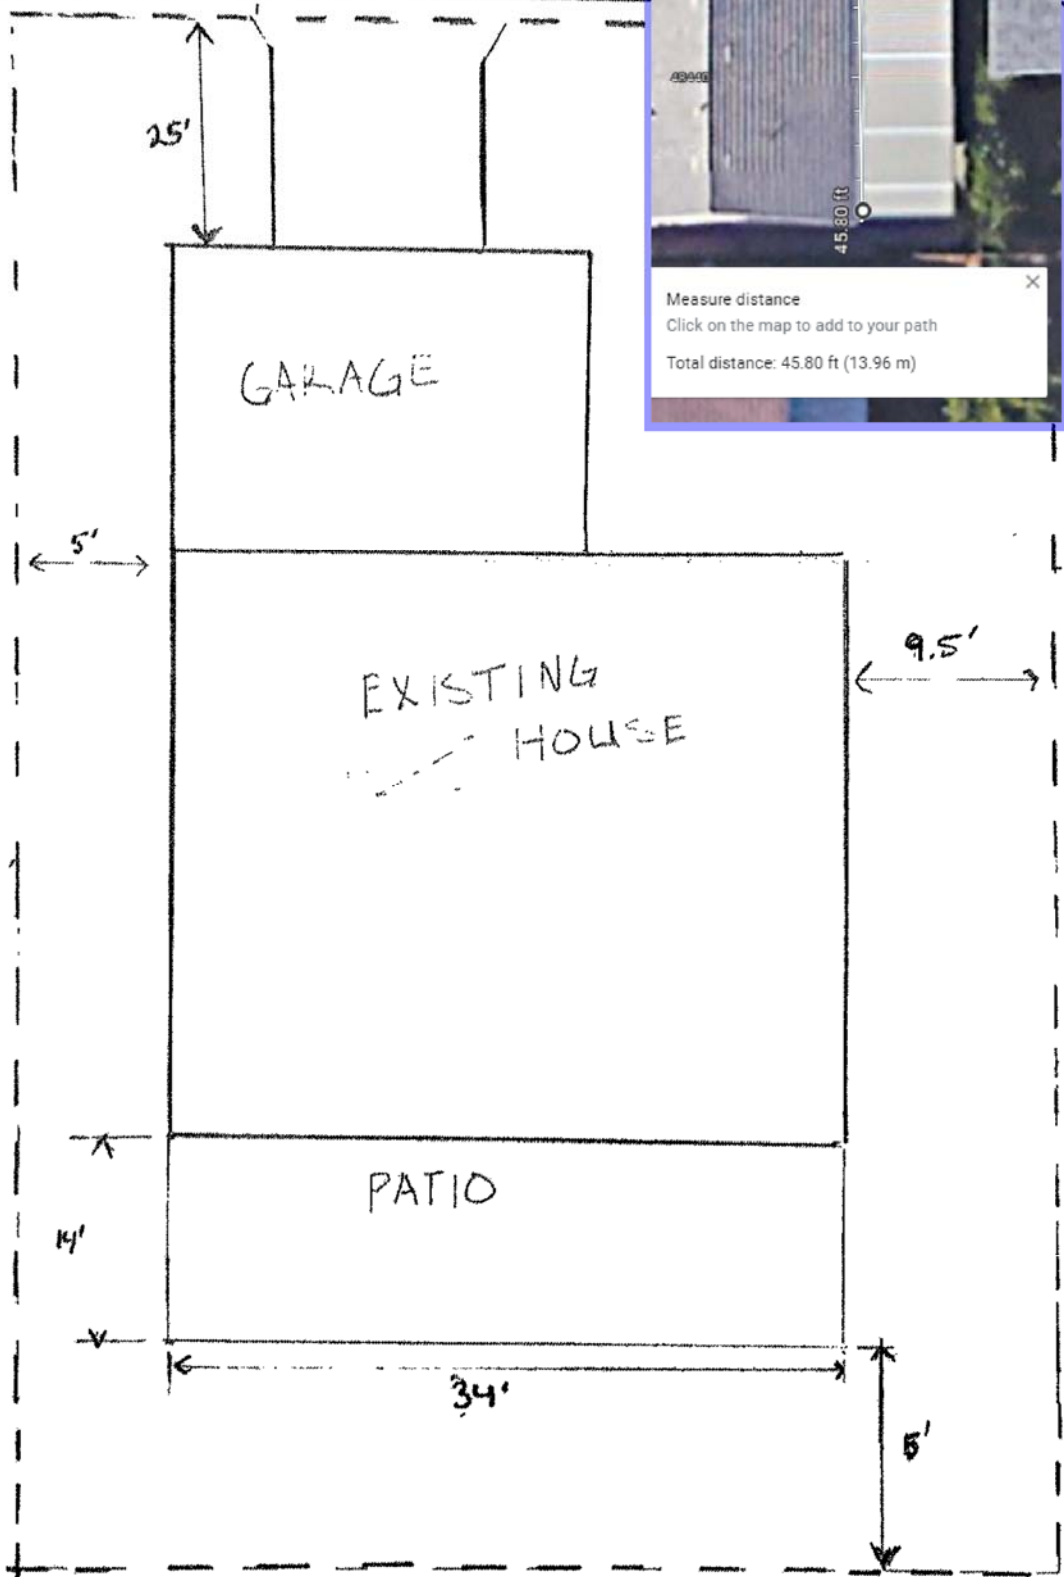 25'
48440
45.80 ft
Measure distance
Click on the map to add to your path
Total distance: 45.80 ft (13.96 m)
GARAGE
5'
9.5'
EXISTING
HOUSE
PATIO
14'
34'
5'